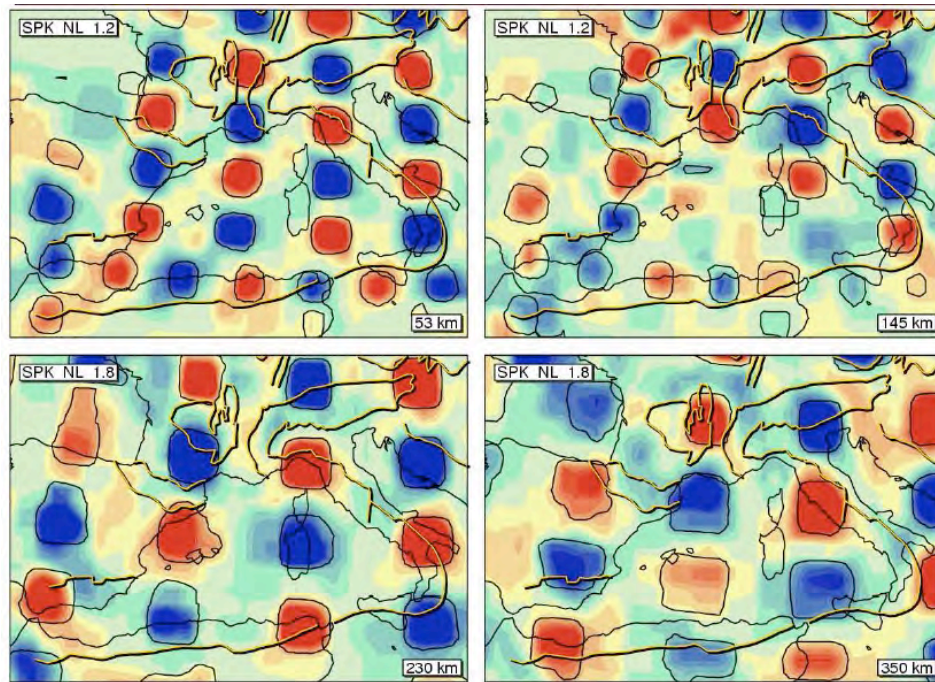 SPK NL 1.2
53 km
SPK NL 1.2
145 km
SPK NL 1.8
230 km
SPK NL 1.8
350 km